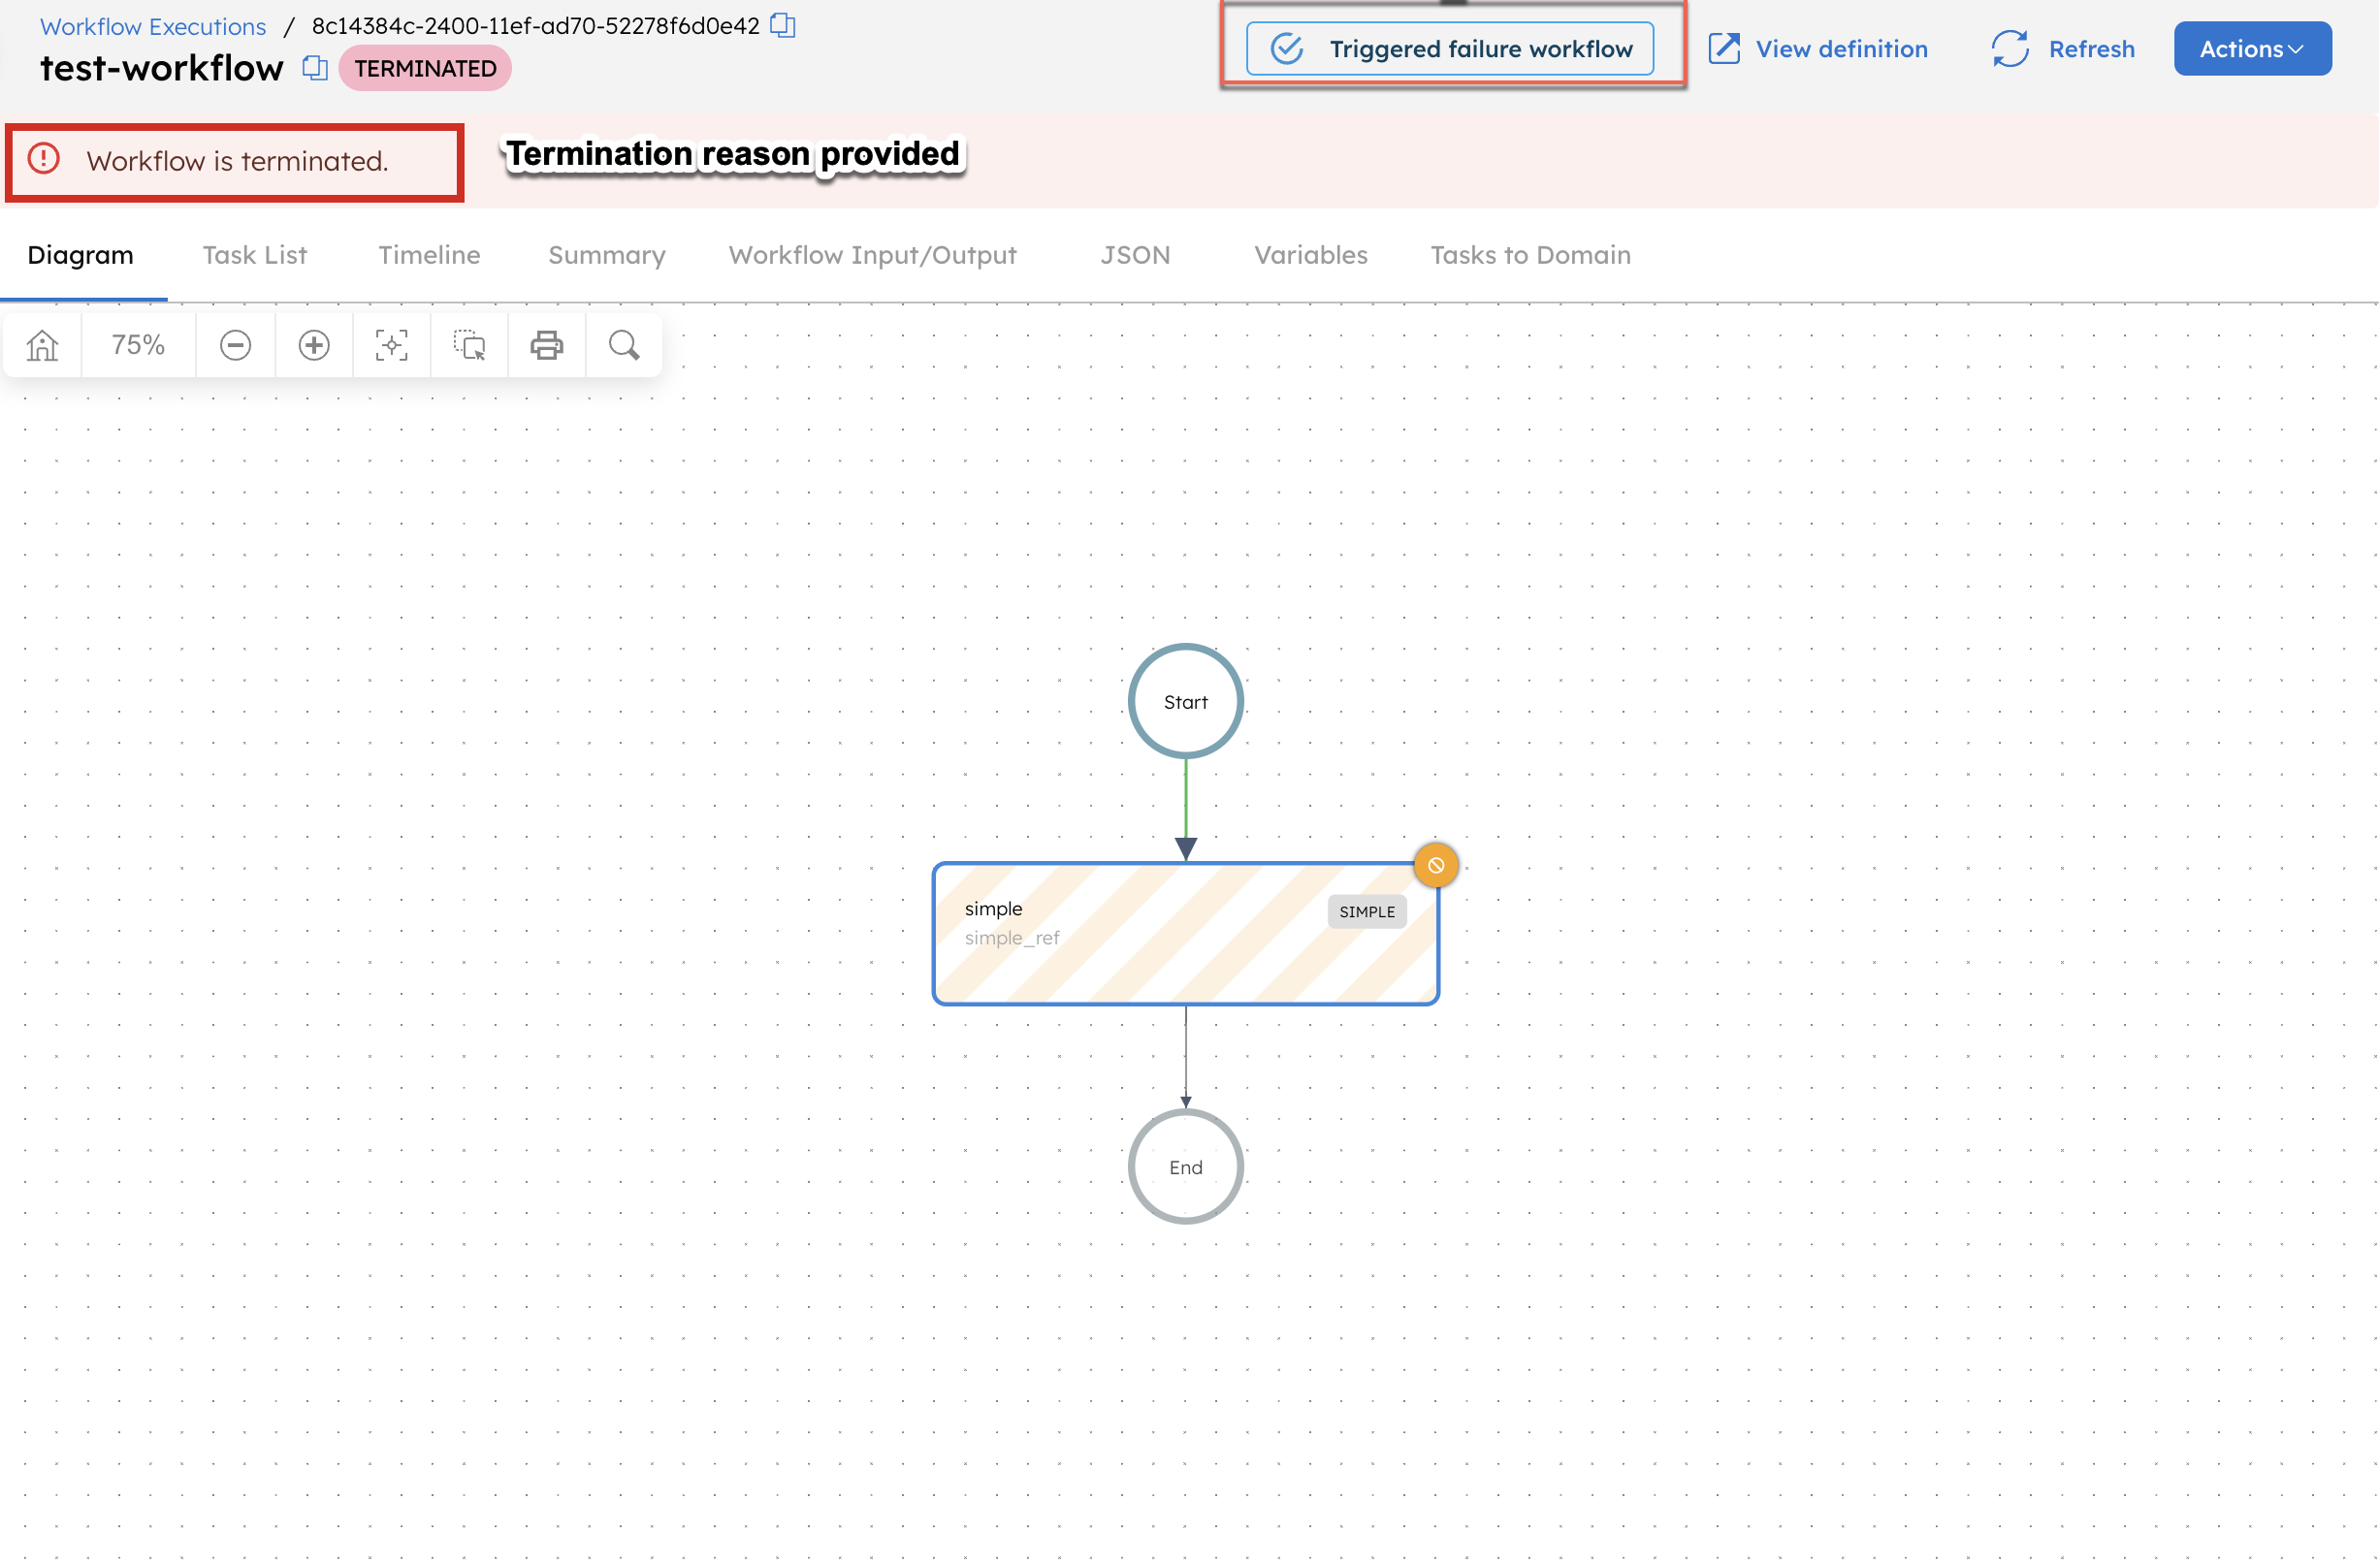 Workflow Executions / 8c14384c-2400-11ef-ad70-52278f6d0e42
test-workflow TERMINATED
Triggered failure workflow View definition Refresh Actions
Workflow is terminated. Termination reason provided
Diagram Task List Timeline Summary Workflow Input/Output JSON Variables Tasks to Domain
75%
Start
simple SIMPLE
simple_ref
End